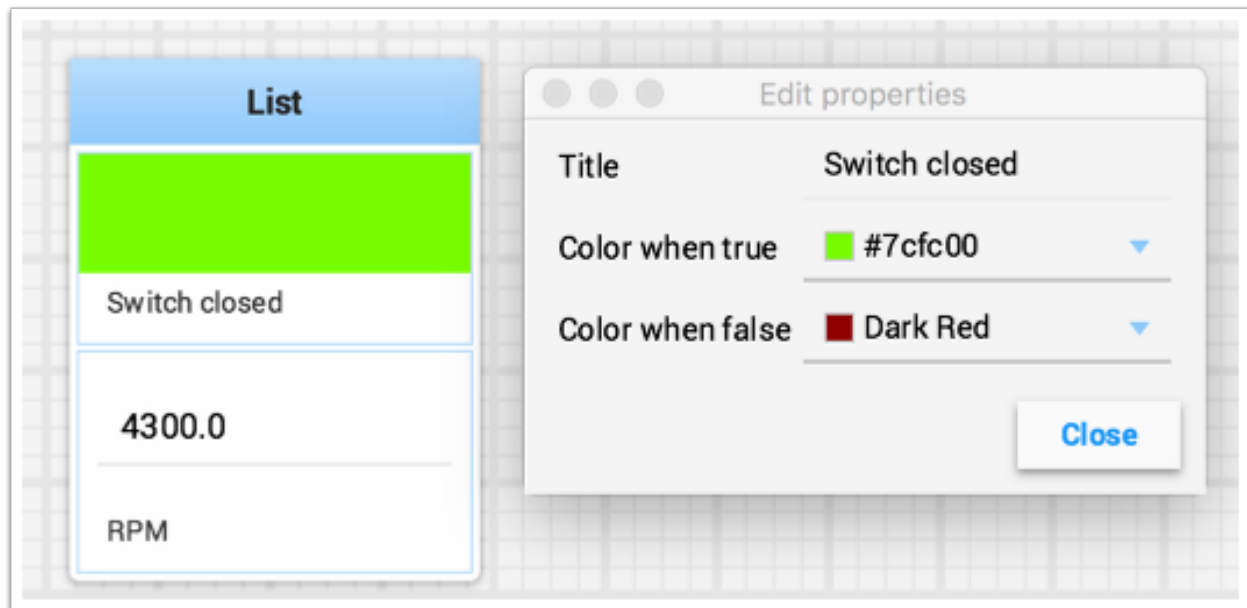 List
Switch closed
4300.0
RPM
Edit properties
Title
Switch closed
Color when true
#7cfc00
Color when false
Dark Red
Close